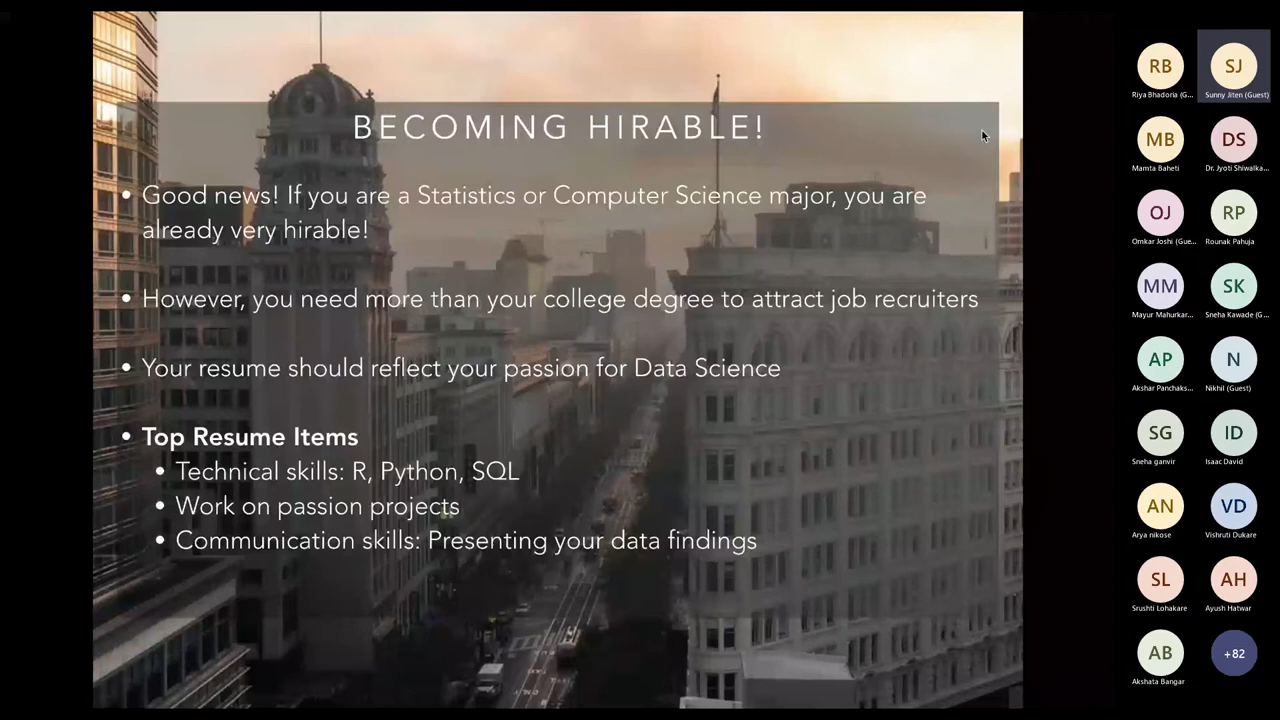 BECOMING HIRABLE!
• Good news! If you are a Statistics or Computer Science major, you are
already very hirable!
• However, you need more than your college degree to attract job recruiters
• Your resume should reflect your passion for Data Science
• Top Resume Items
• Technical skills: R, Python, SQL
• Work on passion projects
• Communication skills: Presenting your data findings
RB
Riya Bhadoria (G...
SJ
Sunny Jiten (Guest)
MB
Mamta Baheti
DS
Dr. Jyoti Shiwalka...
OJ
Omkar Joshi (Gue...
RP
Rounak Pahuja
MM
Mayur Mahurkar...
SK
Sneha Kawade (G...
AP
Akshar Panchaks...
N
Nikhil (Guest)
SG
Sneha ganvir
ID
Isaac David
AN
Arya nikose
VD
Vishruti Dukare
SL
Srushti Lohakare
AH
Ayush Hatwar
AB
Akshata Bangar
+82